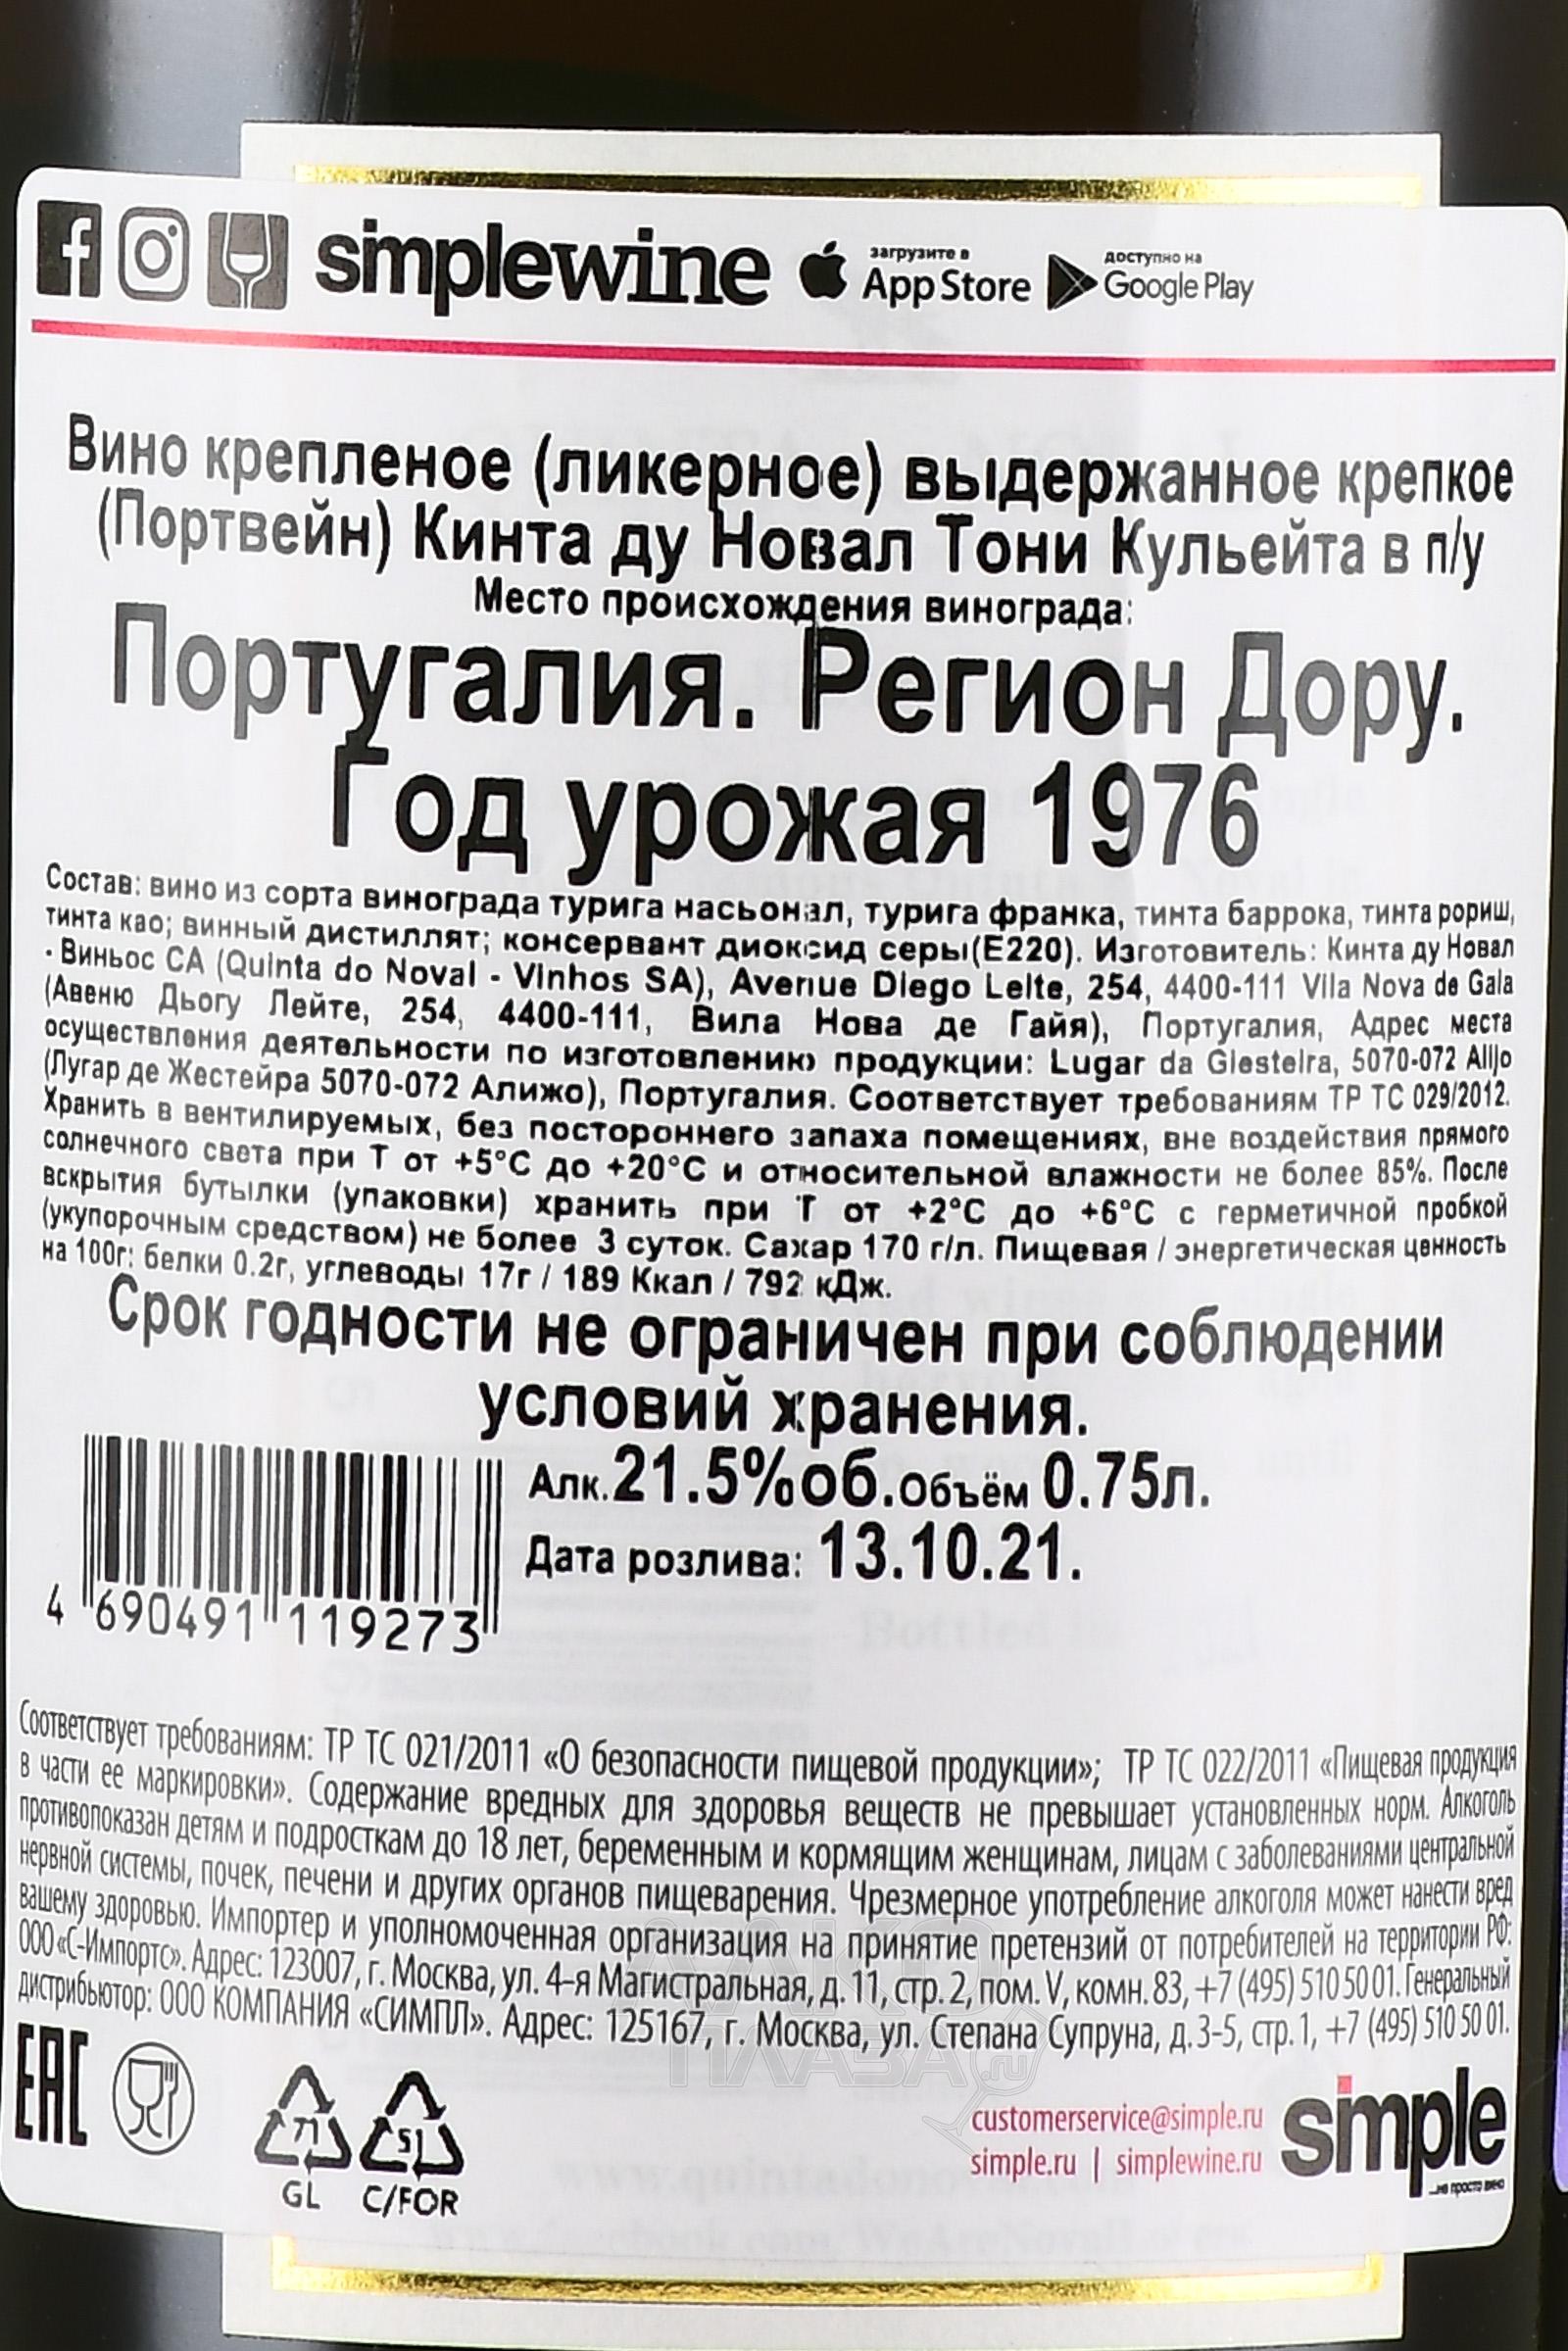 simplewine загрузите в App Store доступно на Google Play
Вино крепленое (ликерное) выдержанное крепкое
(Портвейн) Кинта ду Новал Тони Кульейта в п/у
Место происхождения винограда:
Португалия. Регион Дору.
Год урожая 1976
Состав: вино из сорта винограда турига насьонал, турига франка, тинта баррока, тинта рориш,
тинта као; винный дистиллят; консервант диоксид серы(Е220). Изготовитель: Кинта ду Новал
- Виньос СА (Quinta do Noval - Vinhos SA), Avenue Diego Leite, 254, 4400-111 Vila Nova de Gaia
(Авеню Дьогу Лейте, 254, 4400-111, Вила Нова де Гайя), Португалия, Адрес места
осуществления деятельности по изготовлению продукции: Lugar da Giesteira, 5070-072 Alijo
(Лугар де Жестейра 5070-072 Алижо), Португалия. Соответствует требованиям ТР ТС 029/2012.
Хранить в вентилируемых, без постороннего запаха помещениях, вне воздействия прямого
солнечного света при Т от +5°С до +20°С и относительной влажности не более 85%. После
вскрытия бутылки (упаковки) хранить при Т от +2°С до +6°С с герметичной пробкой
(укупорочным средством) не более 3 суток. Сахар 170 г/л. Пищевая / энергетическая ценность
на 100г: белки 0.2г, углеводы 17г / 189 Ккал / 792 кДж.
Срок годности не ограничен при соблюдении
условий хранения.
Алк.21.5%об.Объём 0.75л.
Дата розлива: 13.10.21.
4 690491 119273
Соответствует требованиям: ТР ТС 021/2011 «О безопасности пищевой продукции»; ТР ТС 022/2011 «Пищевая продукция
в части ее маркировки». Содержание вредных для здоровья веществ не превышает установленных норм. Алкоголь
противопоказан детям и подросткам до 18 лет, беременным и кормящим женщинам, лицам с заболеваниями центральной
нервной системы, почек, печени и других органов пищеварения. Чрезмерное употребление алкоголя может нанести вред
вашему здоровью. Импортер и уполномоченная организация на принятие претензий от потребителей на территории РФ:
ООО «С-Импортс». Адрес: 123007, г. Москва, ул. 4-я Магистральная, д. 11, стр. 2, пом. V, комн. 83, +7 (495) 510 50 01. Генеральный
дистрибьютор: ООО КОМПАНИЯ «СИМПЛ». Адрес: 125167, г. Москва, ул. Степана Супруна, д. 3-5, стр. 1, +7 (495) 510 50 01.
ЕАС
71 51
GL C/FOR
customerservice@simple.ru
simple.ru | simplewine.ru
simple
...не просто вино
АЛКО
ПЛАЗА.ru